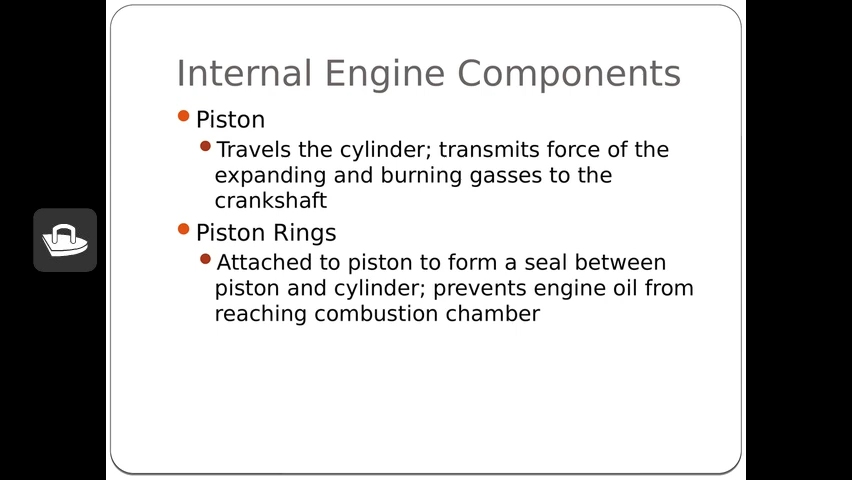 Internal Engine Components
Piston
Travels the cylinder; transmits force of the
expanding and burning gasses to the
crankshaft
Piston Rings
Attached to piston to form a seal between
piston and cylinder; prevents engine oil from
reaching combustion chamber